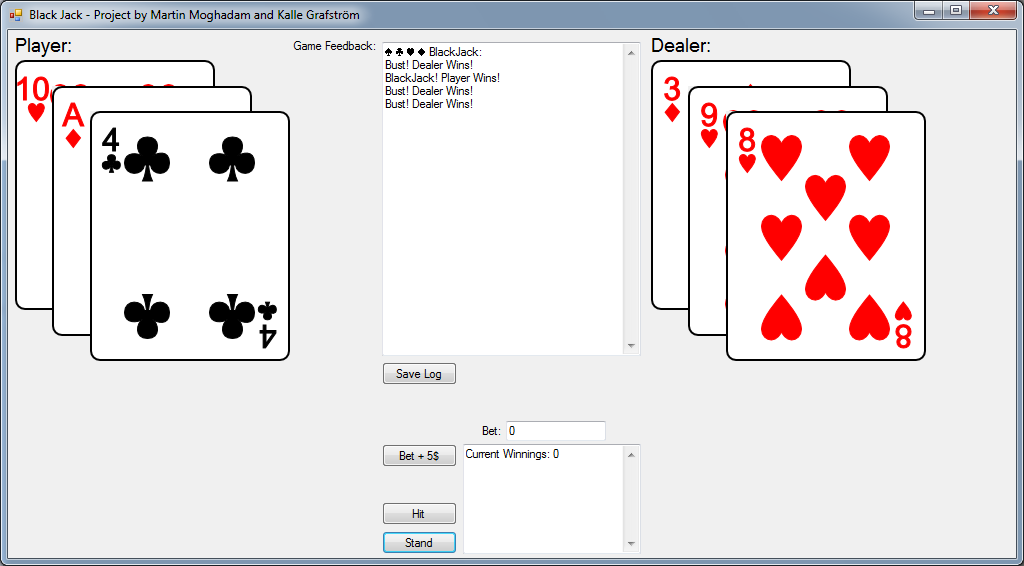 Black Jack - Project by Martin Moghadam and Kalle Grafström
Player:
10
A
4
4
Game Feedback:
♠ ♣ ♥ ♦ BlackJack:
Bust! Dealer Wins!
BlackJack! Player Wins!
Bust! Dealer Wins!
Bust! Dealer Wins!
Dealer:
3
9
8
8
Save Log
Bet: 0
Bet + 5$
Current Winnings: 0
Hit
Stand